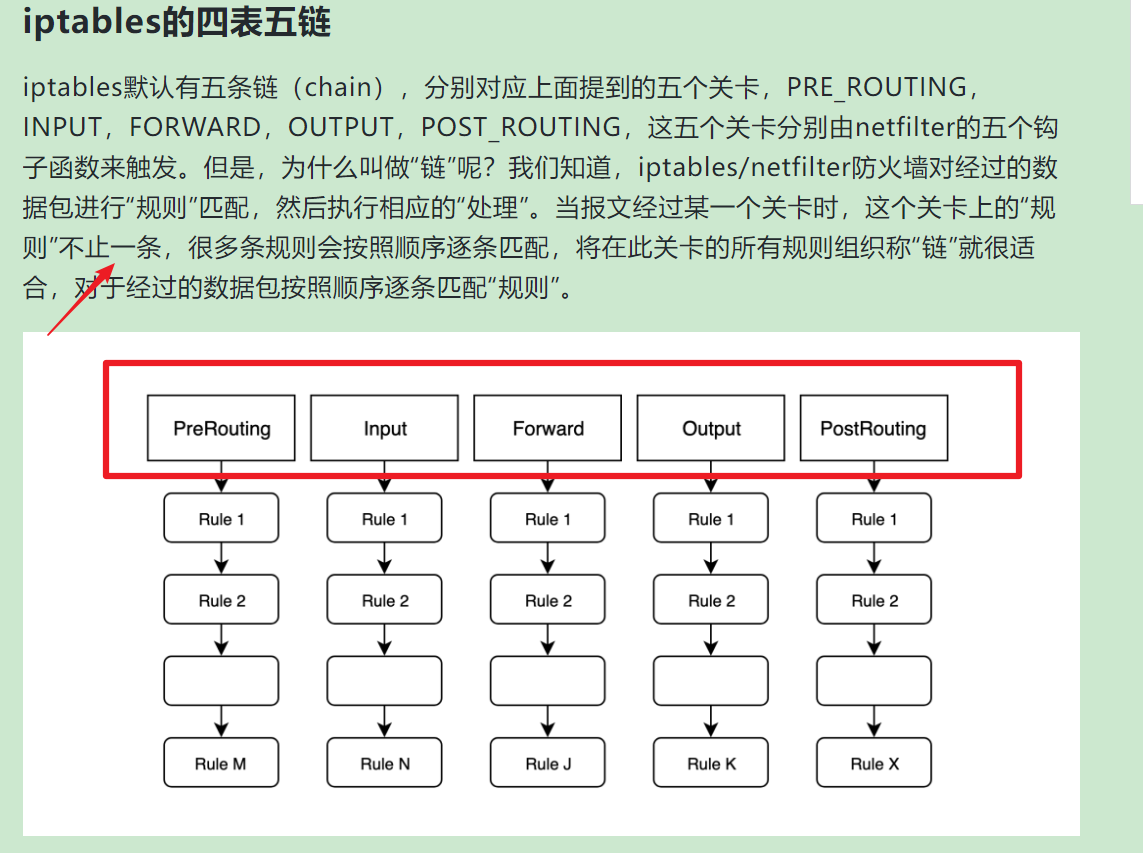 iptables的四表五链
iptables默认有五条链（chain），分别对应上面提到的五个关卡，PRE_ROUTING，
INPUT，FORWARD，OUTPUT，POST_ROUTING，这五个关卡分别由netfilter的五个钩
子函数来触发。但是，为什么叫做“链”呢？我们知道，iptables/netfilter防火墙对经过的数
据包进行“规则”匹配，然后执行相应的“处理”。当报文经过某一个关卡时，这个关卡上的“规
则”不止一条，很多条规则会按照顺序逐条匹配，将在此关卡的所有规则组织称“链”就很适
合，对于经过的数据包按照顺序逐条匹配“规则”。
PreRouting Input Forward Output PostRouting
Rule 1 Rule 1 Rule 1 Rule 1 Rule 1
Rule 2 Rule 2 Rule 2 Rule 2 Rule 2
Rule M Rule N Rule J Rule K Rule X